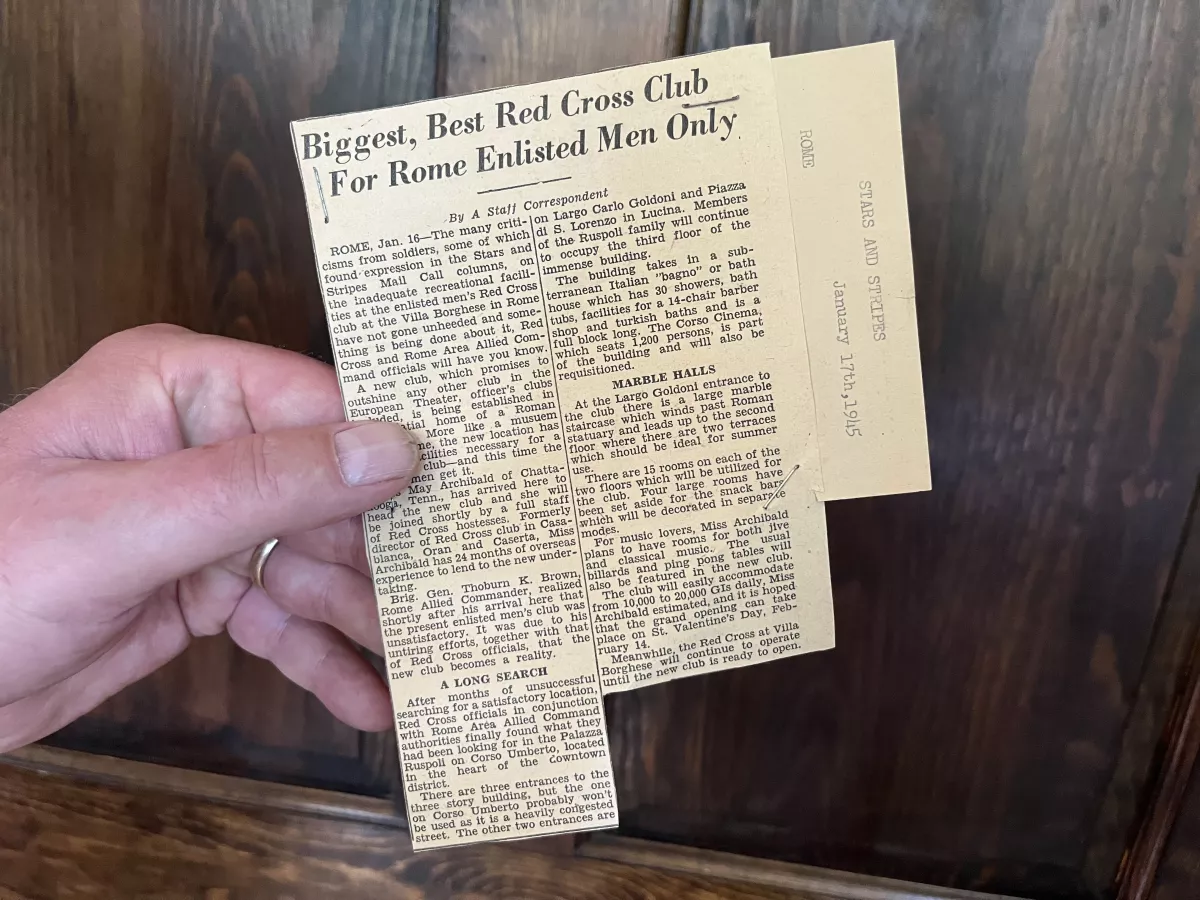 Biggest, Best Red Cross Club
For Rome Enlisted Men Only
By A Staff Correspondent
ROME, Jan. 16—The many criti-
cisms from soldiers, some of which
found expression in the Stars and
Stripes Mail Call columns, on
the inadequate recreational facili-
ties at the enlisted men's Red Cross
club at the Villa Borghese in Rome
have not gone unheeded and some-
thing is being done about it, Red
Cross and Rome Area Allied Com-
mand officials will have you know.
A new club, which promises to
outshine any other club in the
European Theater, officer's clubs
is being established in
home of a Roman
More like a musuem
the new location has
necessary for a
club—and this time the
men get it.
May Archibald of Chatta-
nooga, Tenn., has arrived here to
head the new club and she will
be joined shortly by a full staff
of Red Cross hostesses. Formerly
director of Red Cross club in Casa-
blanca, Oran and Caserta, Miss
Archibald has 24 months of overseas
experience to lend to the new under-
taking.
Brig. Gen. Thoburn K. Brown,
Rome Allied Commander, realized
shortly after his arrival here that
the present enlisted men's club was
unsatisfactory. It was due to his
untiring efforts, together with that
of Red Cross officials, that the
new club becomes a reality.
A LONG SEARCH
After months of unsuccessful
searching for a satisfactory location,
Red Cross officials in conjunction
with Rome Area Allied Command
authorities finally found what they
had been looking for in the Palazza
Ruspoli on Corso Umberto, located
in the heart of the downtown
district.
There are three entrances to the
three story building, but the one
on Corso Umberto probably won't
be used as it is a heavily congested
street. The other two entrances are
on Largo Carlo Goldoni and Piazza
di S. Lorenzo in Lucina. Members
of the Ruspoli family will continue
to occupy the third floor of the
immense building.
The building takes in a sub-
terranean Italian "bagno" or bath
house which has 30 showers, bath
tubs, facilities for a 14-chair barber
shop and turkish baths and is a
full block long. The Corso Cinema,
which seats 1,200 persons, is part
of the building and will also be
requisitioned.
MARBLE HALLS
At the Largo Goldoni entrance to
the club there is a large marble
staircase which winds past Roman
statuary and leads up to the second
floor where there are two terraces
which should be ideal for summer
use.
There are 15 rooms on each of the
two floors which will be utilized for
the club. Four large rooms have
been set aside for the snack bars
which will be decorated in separate
modes.
For music lovers, Miss Archibald
plans to have rooms for both jive
and classical music. The usual
billards and ping pong tables will
also be featured in the new club.
The club will easily accommodate
from 10,000 to 20,000 GIs daily, Miss
Archibald estimated, and it is hoped
that the grand opening can take
place on St. Valentine's Day, Feb-
ruary 14.
Meanwhile, the Red Cross at Villa
Borghese will continue to operate
until the new club is ready to open.
ROME
STARS AND STRIPES
January 17th,1945